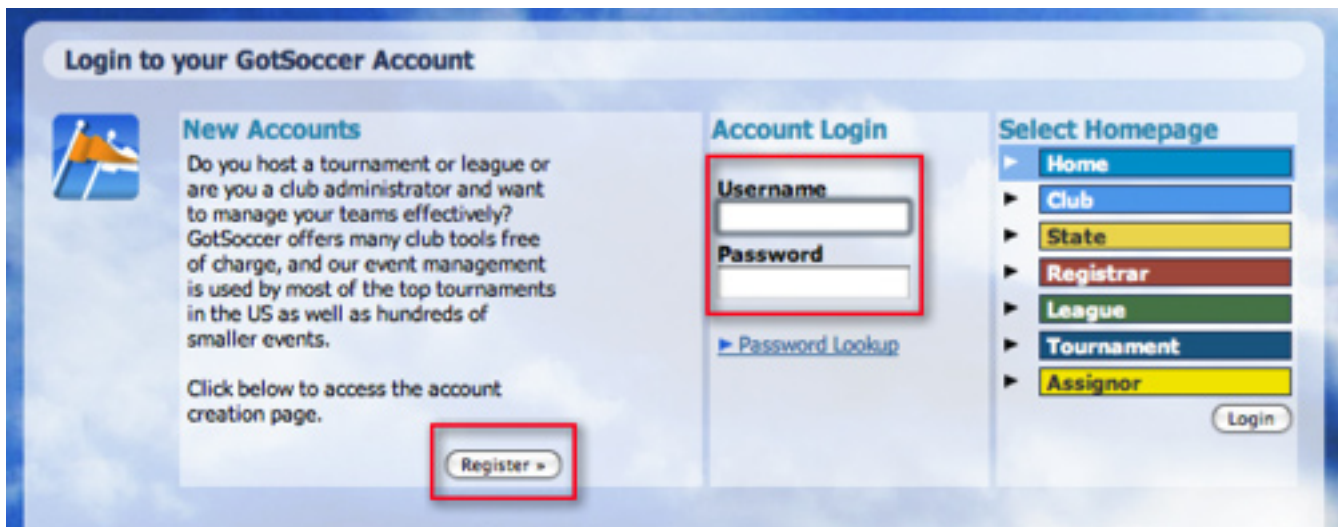 Login to your GotSoccer Account
New Accounts
Do you host a tournament or league or
are you a club administrator and want
to manage your teams effectively?
GotSoccer offers many club tools free
of charge, and our event management
is used by most of the top tournaments
in the US as well as hundreds of
smaller events.
Click below to access the account
creation page.
Register »
Account Login
Username
Password
► Password Lookup
Select Homepage
► Home
► Club
► State
► Registrar
► League
► Tournament
► Assignor
Login